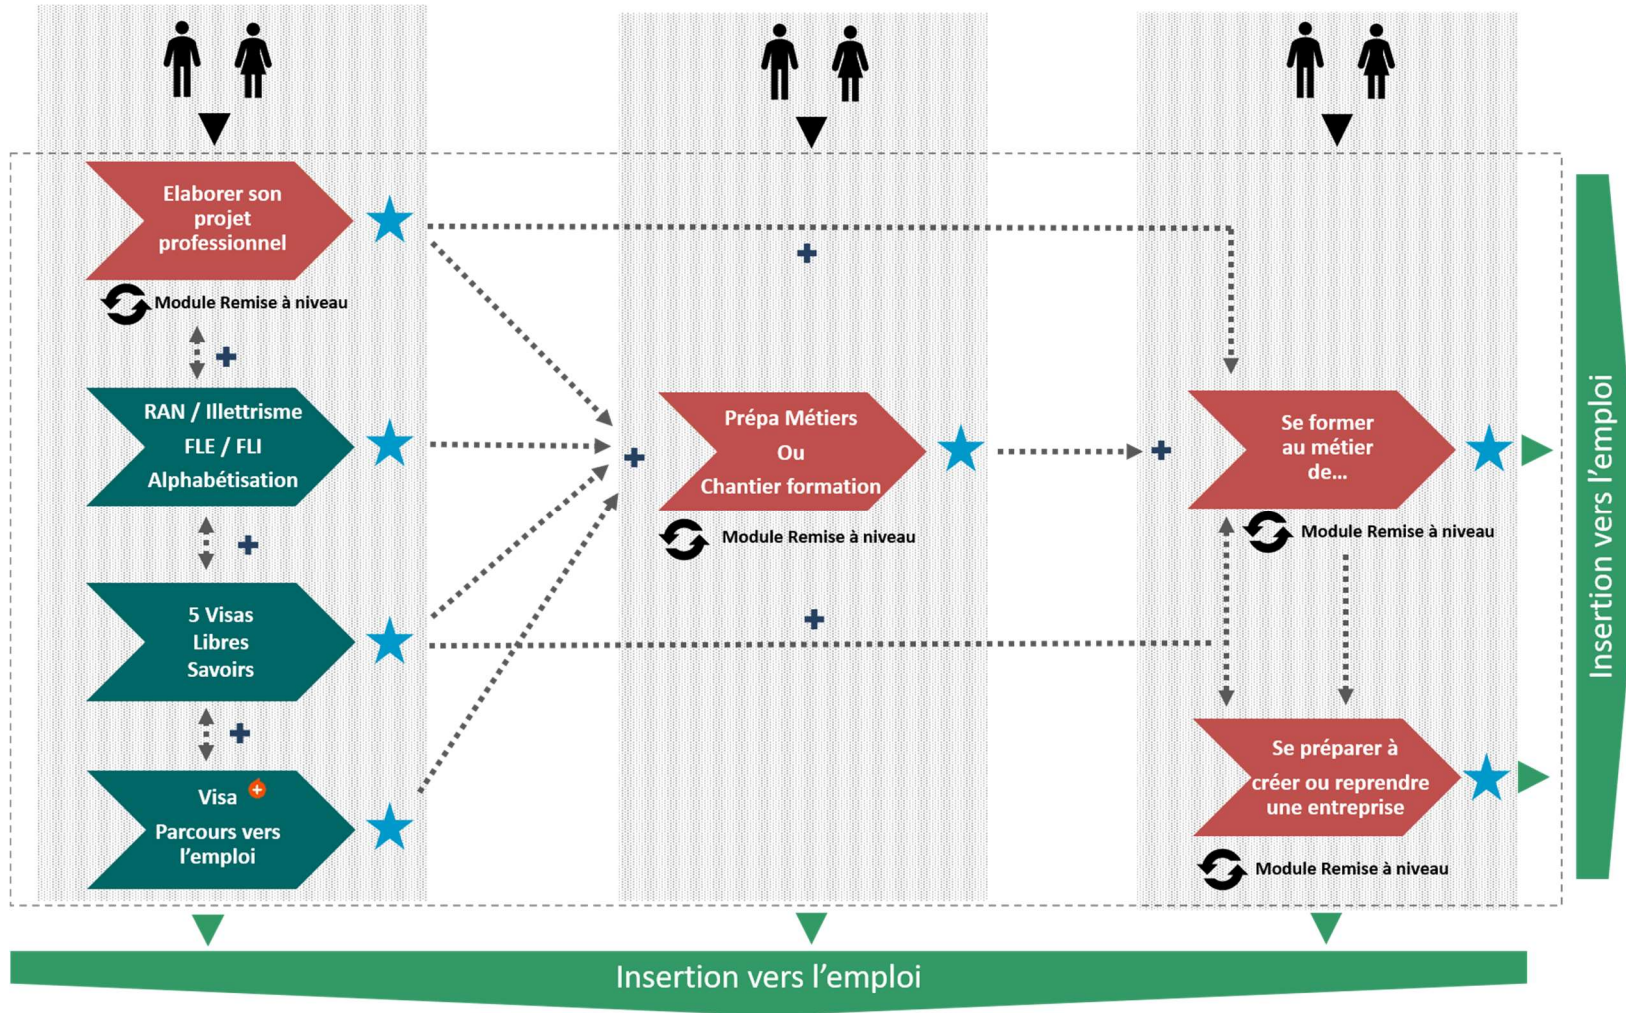 Elaborer son
projet
professionnel
Module Remise à niveau
RAN / Illettrisme
FLE / FLI
Alphabétisation
5 Visas
Libres
Savoirs
Visa
Parcours vers
l'emploi
Prépa Métiers
Ou
Chantier formation
Module Remise à niveau
Se former
au métier
de...
Module Remise à niveau
Se préparer à
créer ou reprendre
une entreprise
Module Remise à niveau
Insertion vers l'emploi
Insertion vers l'emploi